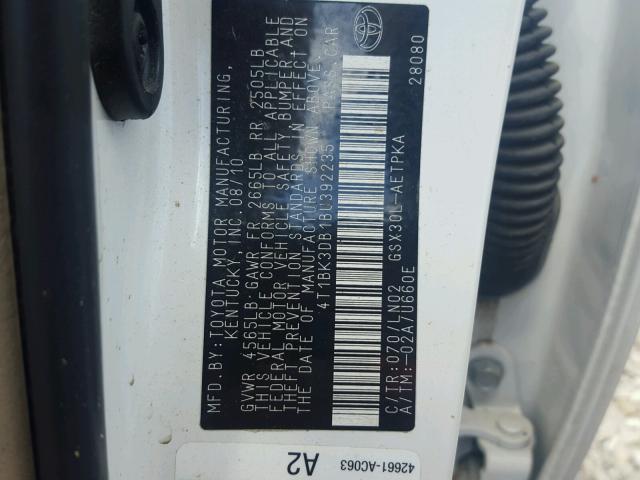 MFD.BY:TOYOTA MOTOR MANUFACTURING,
KENTUCKY, INC. 08/10
GVWR 4565LB GAWR FR 2665LB RR 2505LB
THIS VEHICLE CONFORMS TO ALL APPLICABLE
FEDERAL MOTOR VEHICLE SAFETY BUMPER,AND
THEFT PREVENTION STANDARDS IN EFFECT ON
THE DATE OF MANUFACTURE SHOWN ABOVE.
4T1BK3DB1BU392235 PASS.CAR
C/TR:070/LN02 GSX30L-AETPKA
A/TM:-02A/U660E
28080
42661-AC063
A2